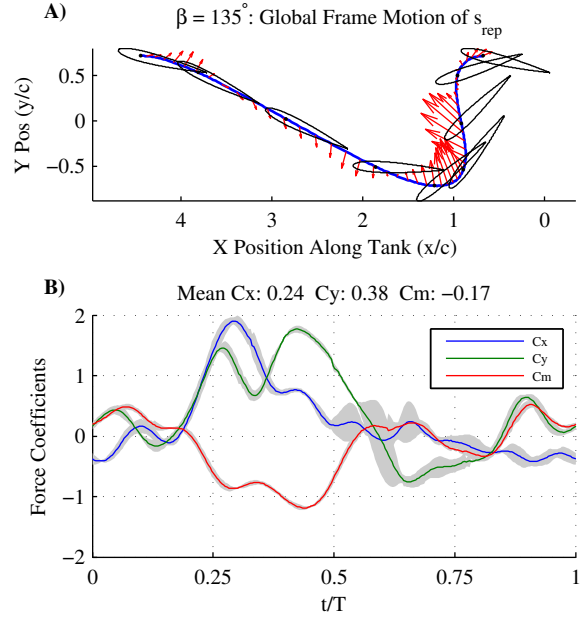 A)
β = 135°: Global Frame Motion of s_rep
0.5
0
−0.5
Y Pos (y/c)
4 3 2 1 0
X Position Along Tank (x/c)
B)
Mean Cx: 0.24 Cy: 0.38 Cm: −0.17
2
1
0
−1
−2
Force Coefficients
Cx
Cy
Cm
0 0.25 0.5 0.75 1
t/T